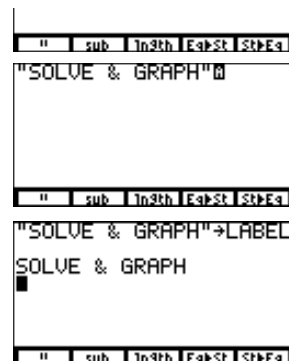 " sub lngth Eq▸St St▸Eq
"SOLVE & GRAPH"A
" sub lngth Eq▸St St▸Eq
"SOLVE & GRAPH"→LABEL
SOLVE & GRAPH
" sub lngth Eq▸St St▸Eq